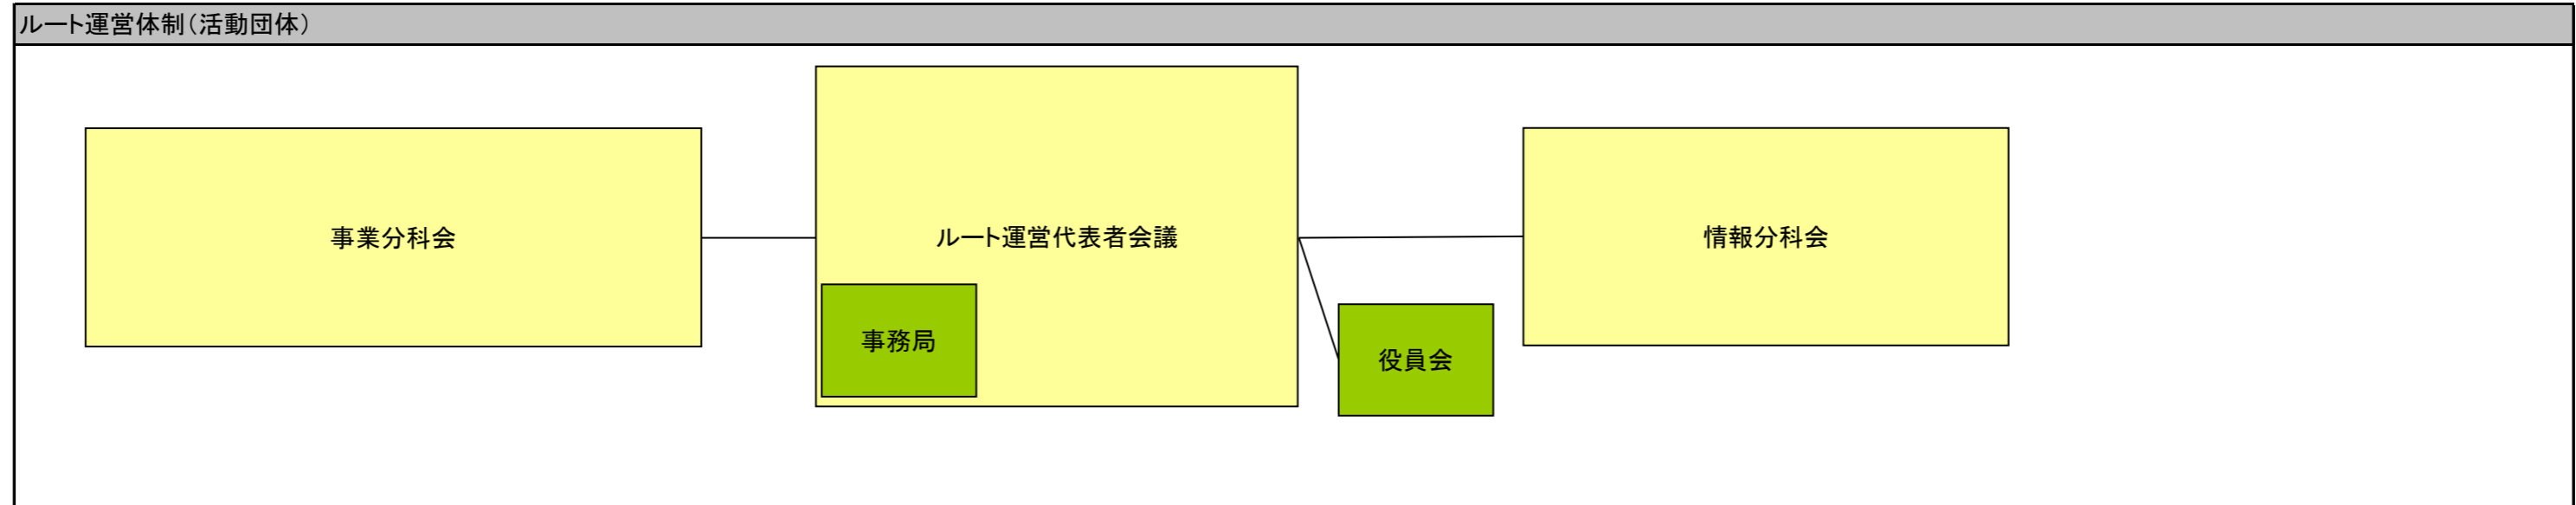 ルート運営体制（活動団体）
事業分科会
ルート運営代表者会議
情報分科会
事務局
役員会